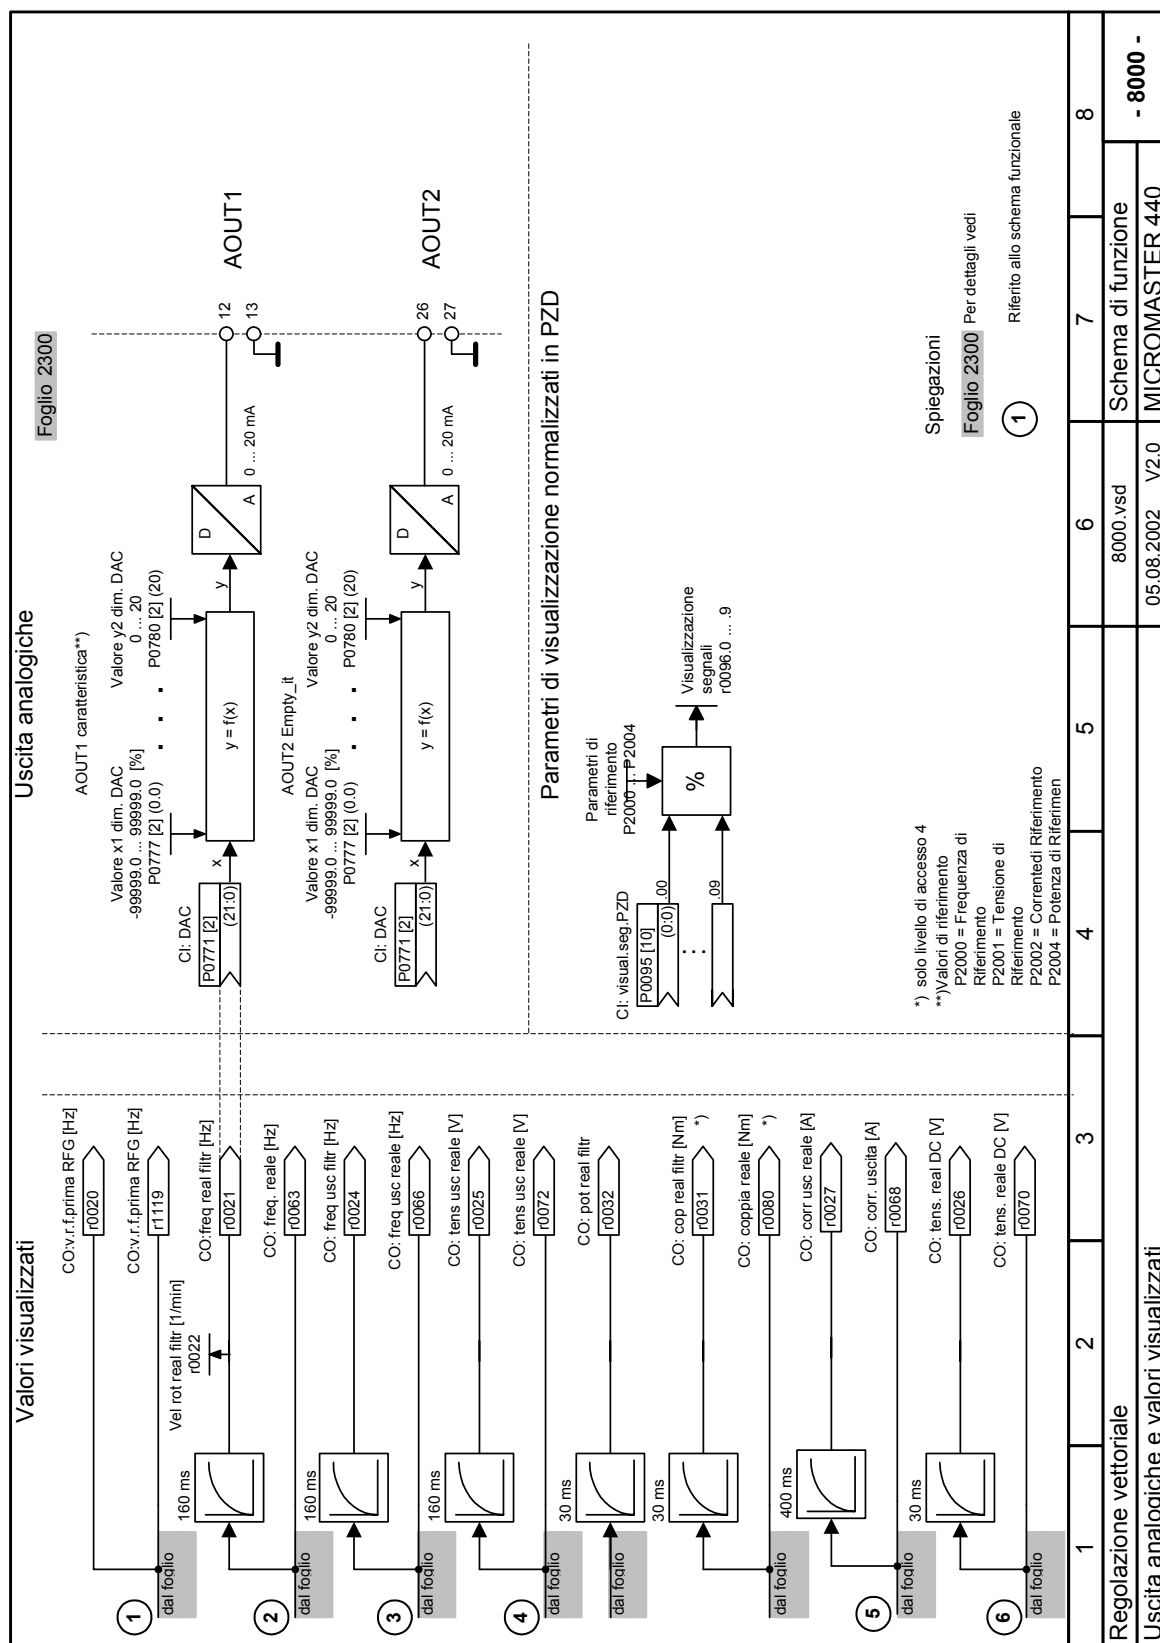 Valori visualizzati
Uscita analogiche
Foglio 2300
CO:v.r.f.prima RFG [Hz]
r0020
CO:v.r.f.prima RFG [Hz]
r1119
1
dal foglio
Vel rot real filtr [1/min]
r0022
160 ms
CO:freq real filtr [Hz]
r0021
CO: freq. reale [Hz]
r0063
2
dal foglio
160 ms
CO: freq usc filtr [Hz]
r0024
CO: freq usc reale [Hz]
r0066
3
dal foglio
160 ms
CO: tens usc reale [V]
r0025
CO: tens usc reale [V]
r0072
4
dal foglio
30 ms
CO: pot real filtr
r0032
dal foglio
30 ms
CO: cop real filtr [Nm]
r0031
*)
CO: coppia reale [Nm]
r0080
*)
dal foglio
400 ms
CO: corr usc reale [A]
r0027
CO: corr. uscita [A]
r0068
5
dal foglio
30 ms
CO: tens. real DC [V]
r0026
CO: tens. reale DC [V]
r0070
6
dal foglio
AOUT1 caratteristica**)
Valore x1 dim. DAC
-99999.0 ... 99999.0 [%]
P0777 [2] (0.0)
. . .
Valore y2 dim. DAC
0 ... 20
P0780 [2] (20)
CI: DAC
P0771 [2]
(21:0)
x
y = f(x)
y
D
A
0 ... 20 mA
12
13
AOUT1
AOUT2 Empty_it
Valore x1 dim. DAC
-99999.0 ... 99999.0 [%]
P0777 [2] (0.0)
. . .
Valore y2 dim. DAC
0 ... 20
P0780 [2] (20)
CI: DAC
P0771 [2]
(21:0)
x
y = f(x)
y
D
A
0 ... 20 mA
26
27
AOUT2
Parametri di visualizzazione normalizzati in PZD
Parametri di
riferimento
P2000 ... P2004
CI: visual.seg.PZD
P0095 [10]
(0:0)
.00
...
.09
%
Visualizzazione
segnali
r0096.0 ... .9
*) solo livello di accesso 4
**)Valori di riferimento
P2000 = Frequenza di
Riferimento
P2001 = Tensione di
Riferimento
P2002 = Correntedi Riferimento
P2004 = Potenza di Riferimen
Spiegazioni
Foglio 2300 Per dettagli vedi
1 Riferito allo schema funzionale
1 2 3 4 5 6 7 8
Regolazione vettoriale
8000.vsd
Schema di funzione
- 8000 -
Uscita analogiche e valori visualizzati
05.08.2002 V2.0
MICROMASTER 440